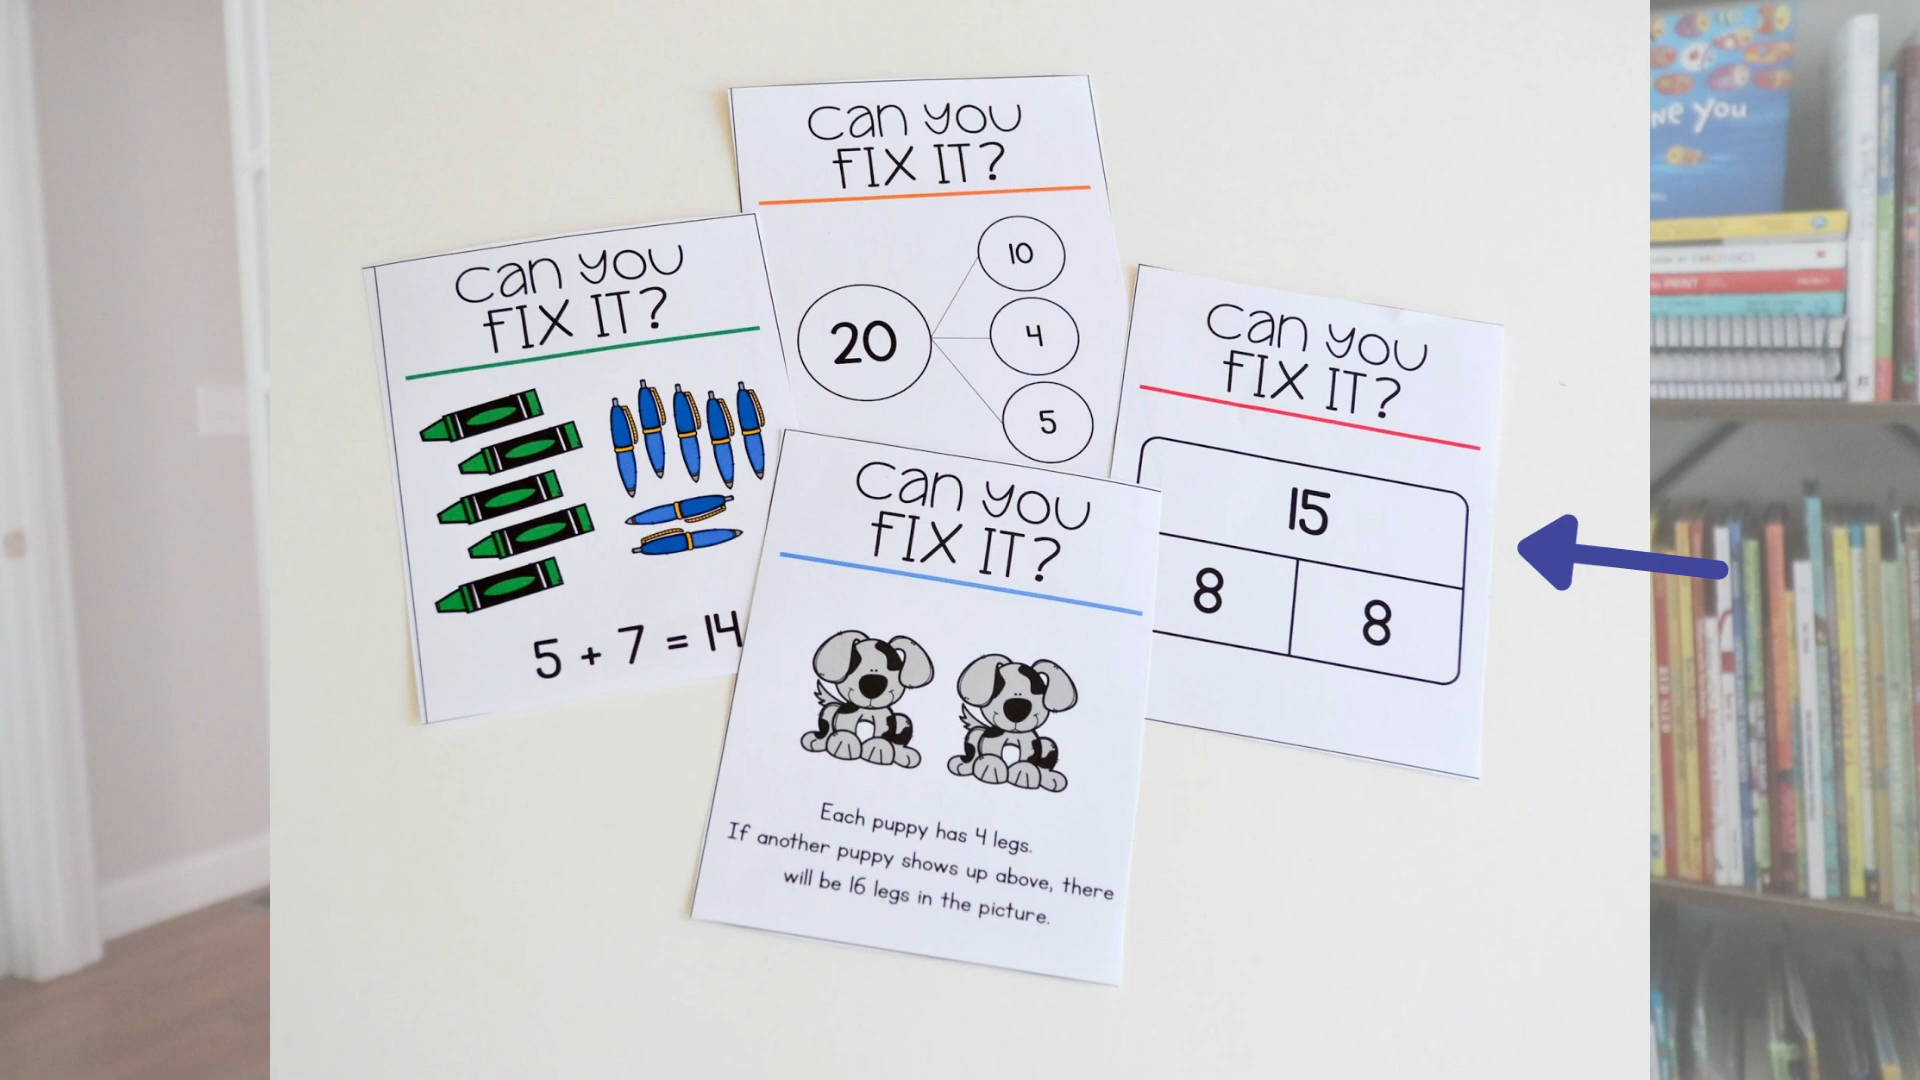 can you
FIX IT?
20
10
4
5
can you
FIX IT?
5 + 7 = 14
can you
FIX IT?
15
8 8
can you
FIX IT?
Each puppy has 4 legs.
If another puppy shows up above, there
will be 16 legs in the picture.
you